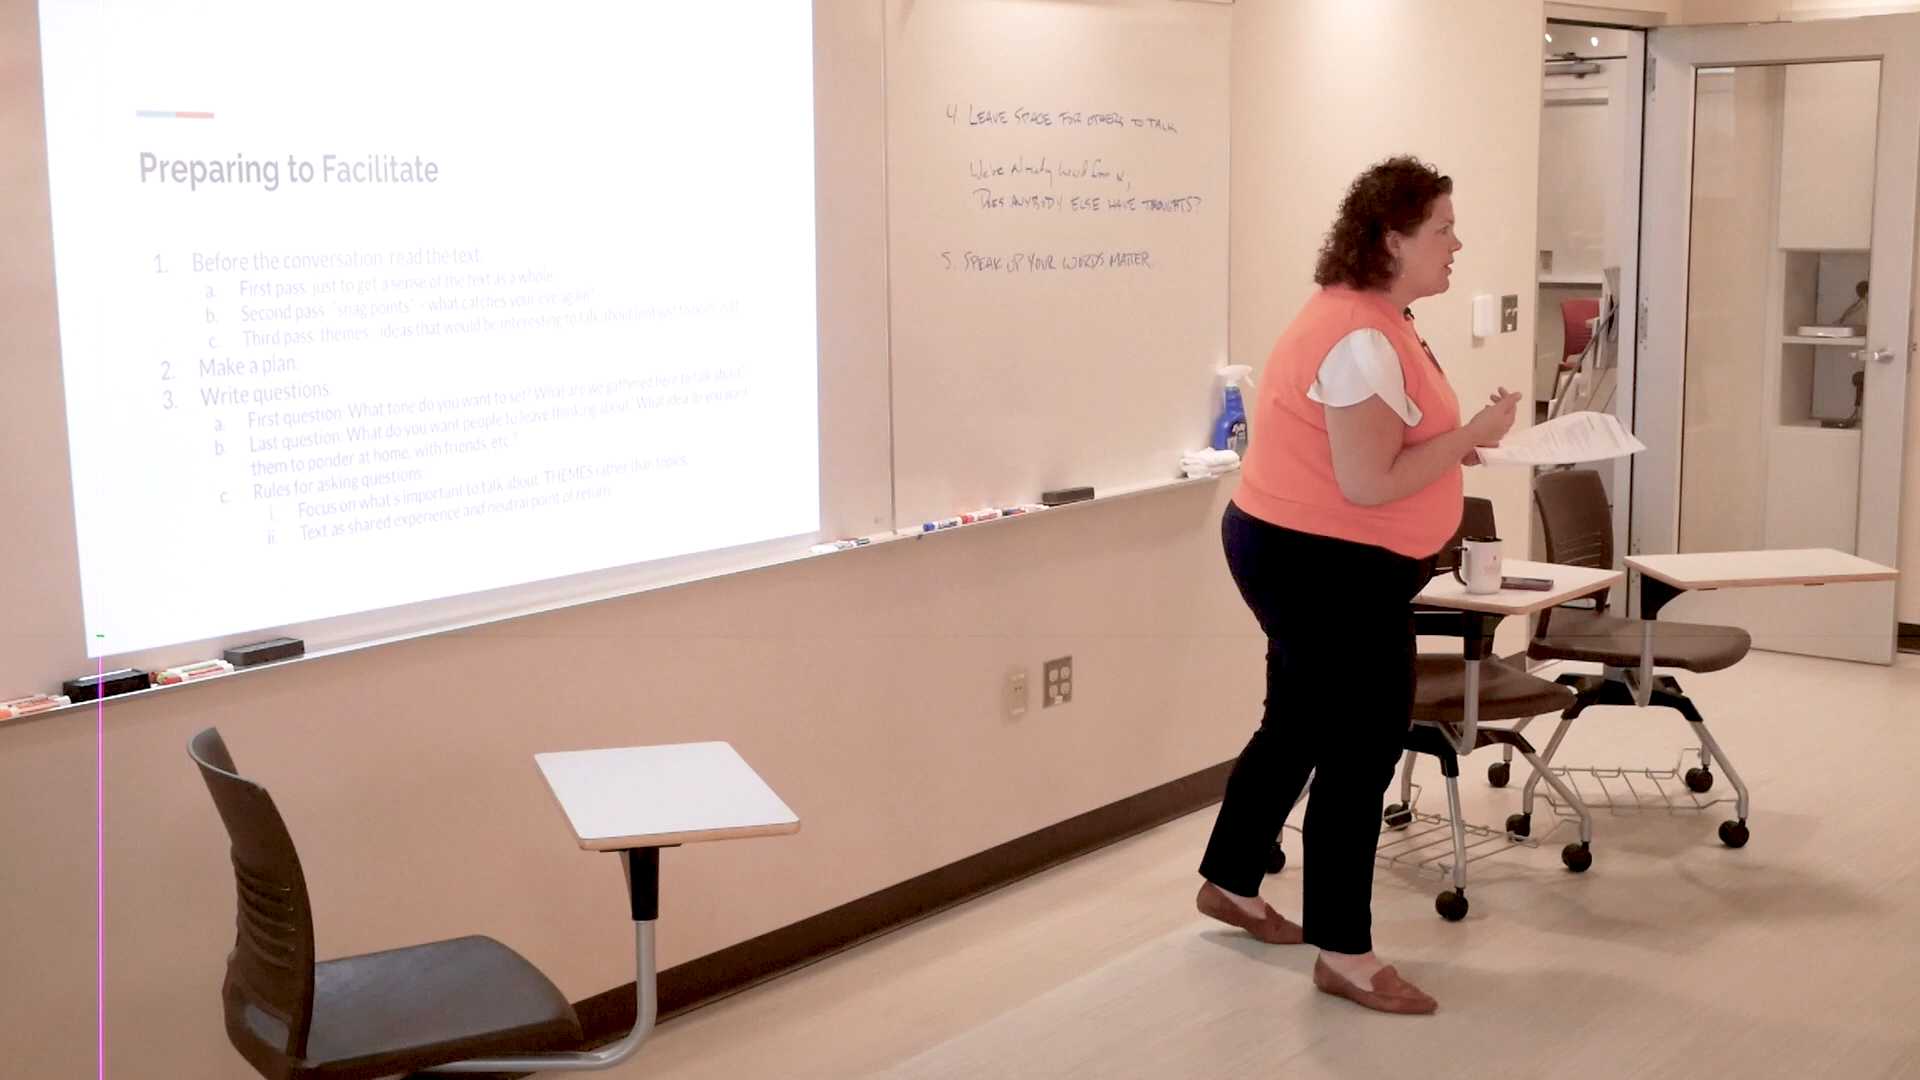 Preparing to Facilitate
1. Before the conversation, read the text.
a. First pass: just to get a sense of the text as a whole
b. Second pass: "snag points" – what catches your eye again?
c. Third pass: themes - ideas that would be interesting to talk about (not just to point out)
2. Make a plan.
3. Write questions.
a. First question: What tone do you want to set? What are we gathered here to talk about?
b. Last question: What do you want people to leave thinking about? What idea do you want
them to ponder at home, with friends, etc.?
c. Rules for asking questions:
i. Focus on what's important to talk about, THEMES rather than topics.
ii. Text as shared experience and neutral point of return.
4 LEAVE SPACE FOR OTHERS TO TALK
We've Already heard from x,
DOES ANYBODY ELSE HAVE THOUGHTS?
5. SPEAK UP YOUR WORDS MATTER